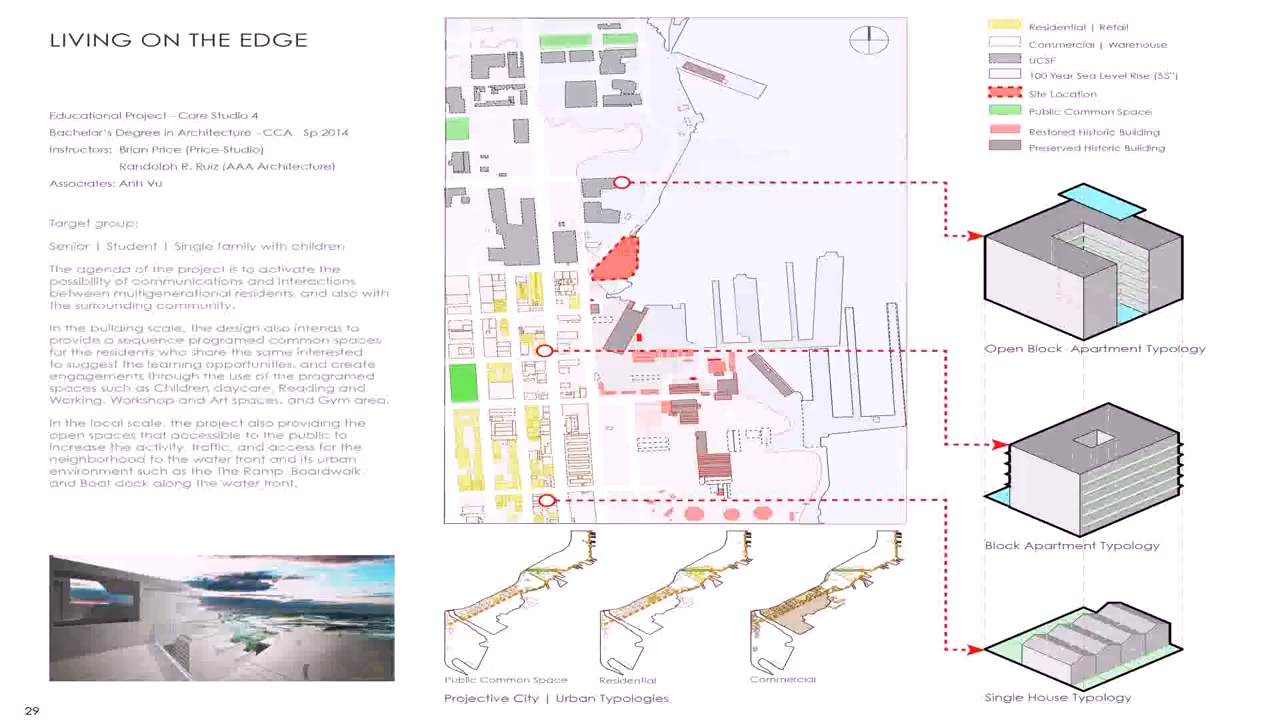 LIVING ON THE EDGE
Educational Project - Core Studio 4
Bachelor's Degree in Architecture - CCA Sp 2014
Instructors: Brian Price (Price-Studio)
Randolph R. Ruiz (AAA Architecture)
Associates: Anh Vu
Target group:
Senior | Student | Single family with children
The agenda of the project is to activate the
possibility of communications and interactions
between multigenerational residents, and also with
the surrounding community.
In the building scale, the design also intends to
provide a sequence programed common spaces
for the residents who share the same interested
to suggest the learning opportunities, and create
engagements through the use of the programed
spaces such as Children daycare, Reading and
Working, Workshop and Art spaces, and Gym area.
In the local scale, the project also providing the
open spaces that accessible to the public to
increase the activity, traffic, and access for the
neighborhood to the water front and its urban
environment such as the The Ramp, Boardwalk,
and Boat dock along the water front.
29
Public Common Space
Residential
Commercial
Projective City | Urban Typologies
Residential | Retail
Commercial | Warehouse
UCSF
100 Year Sea Level Rise (55")
Site Location
Public Common Space
Restored Historic Building
Preserved Historic Building
Open Block Apartment Typology
Block Apartment Typology
Single House Typology